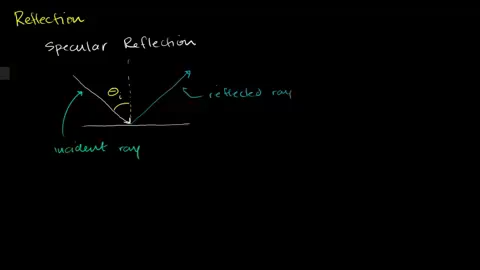 Reflection
Specular Reflection
θi
reflected ray
incident ray